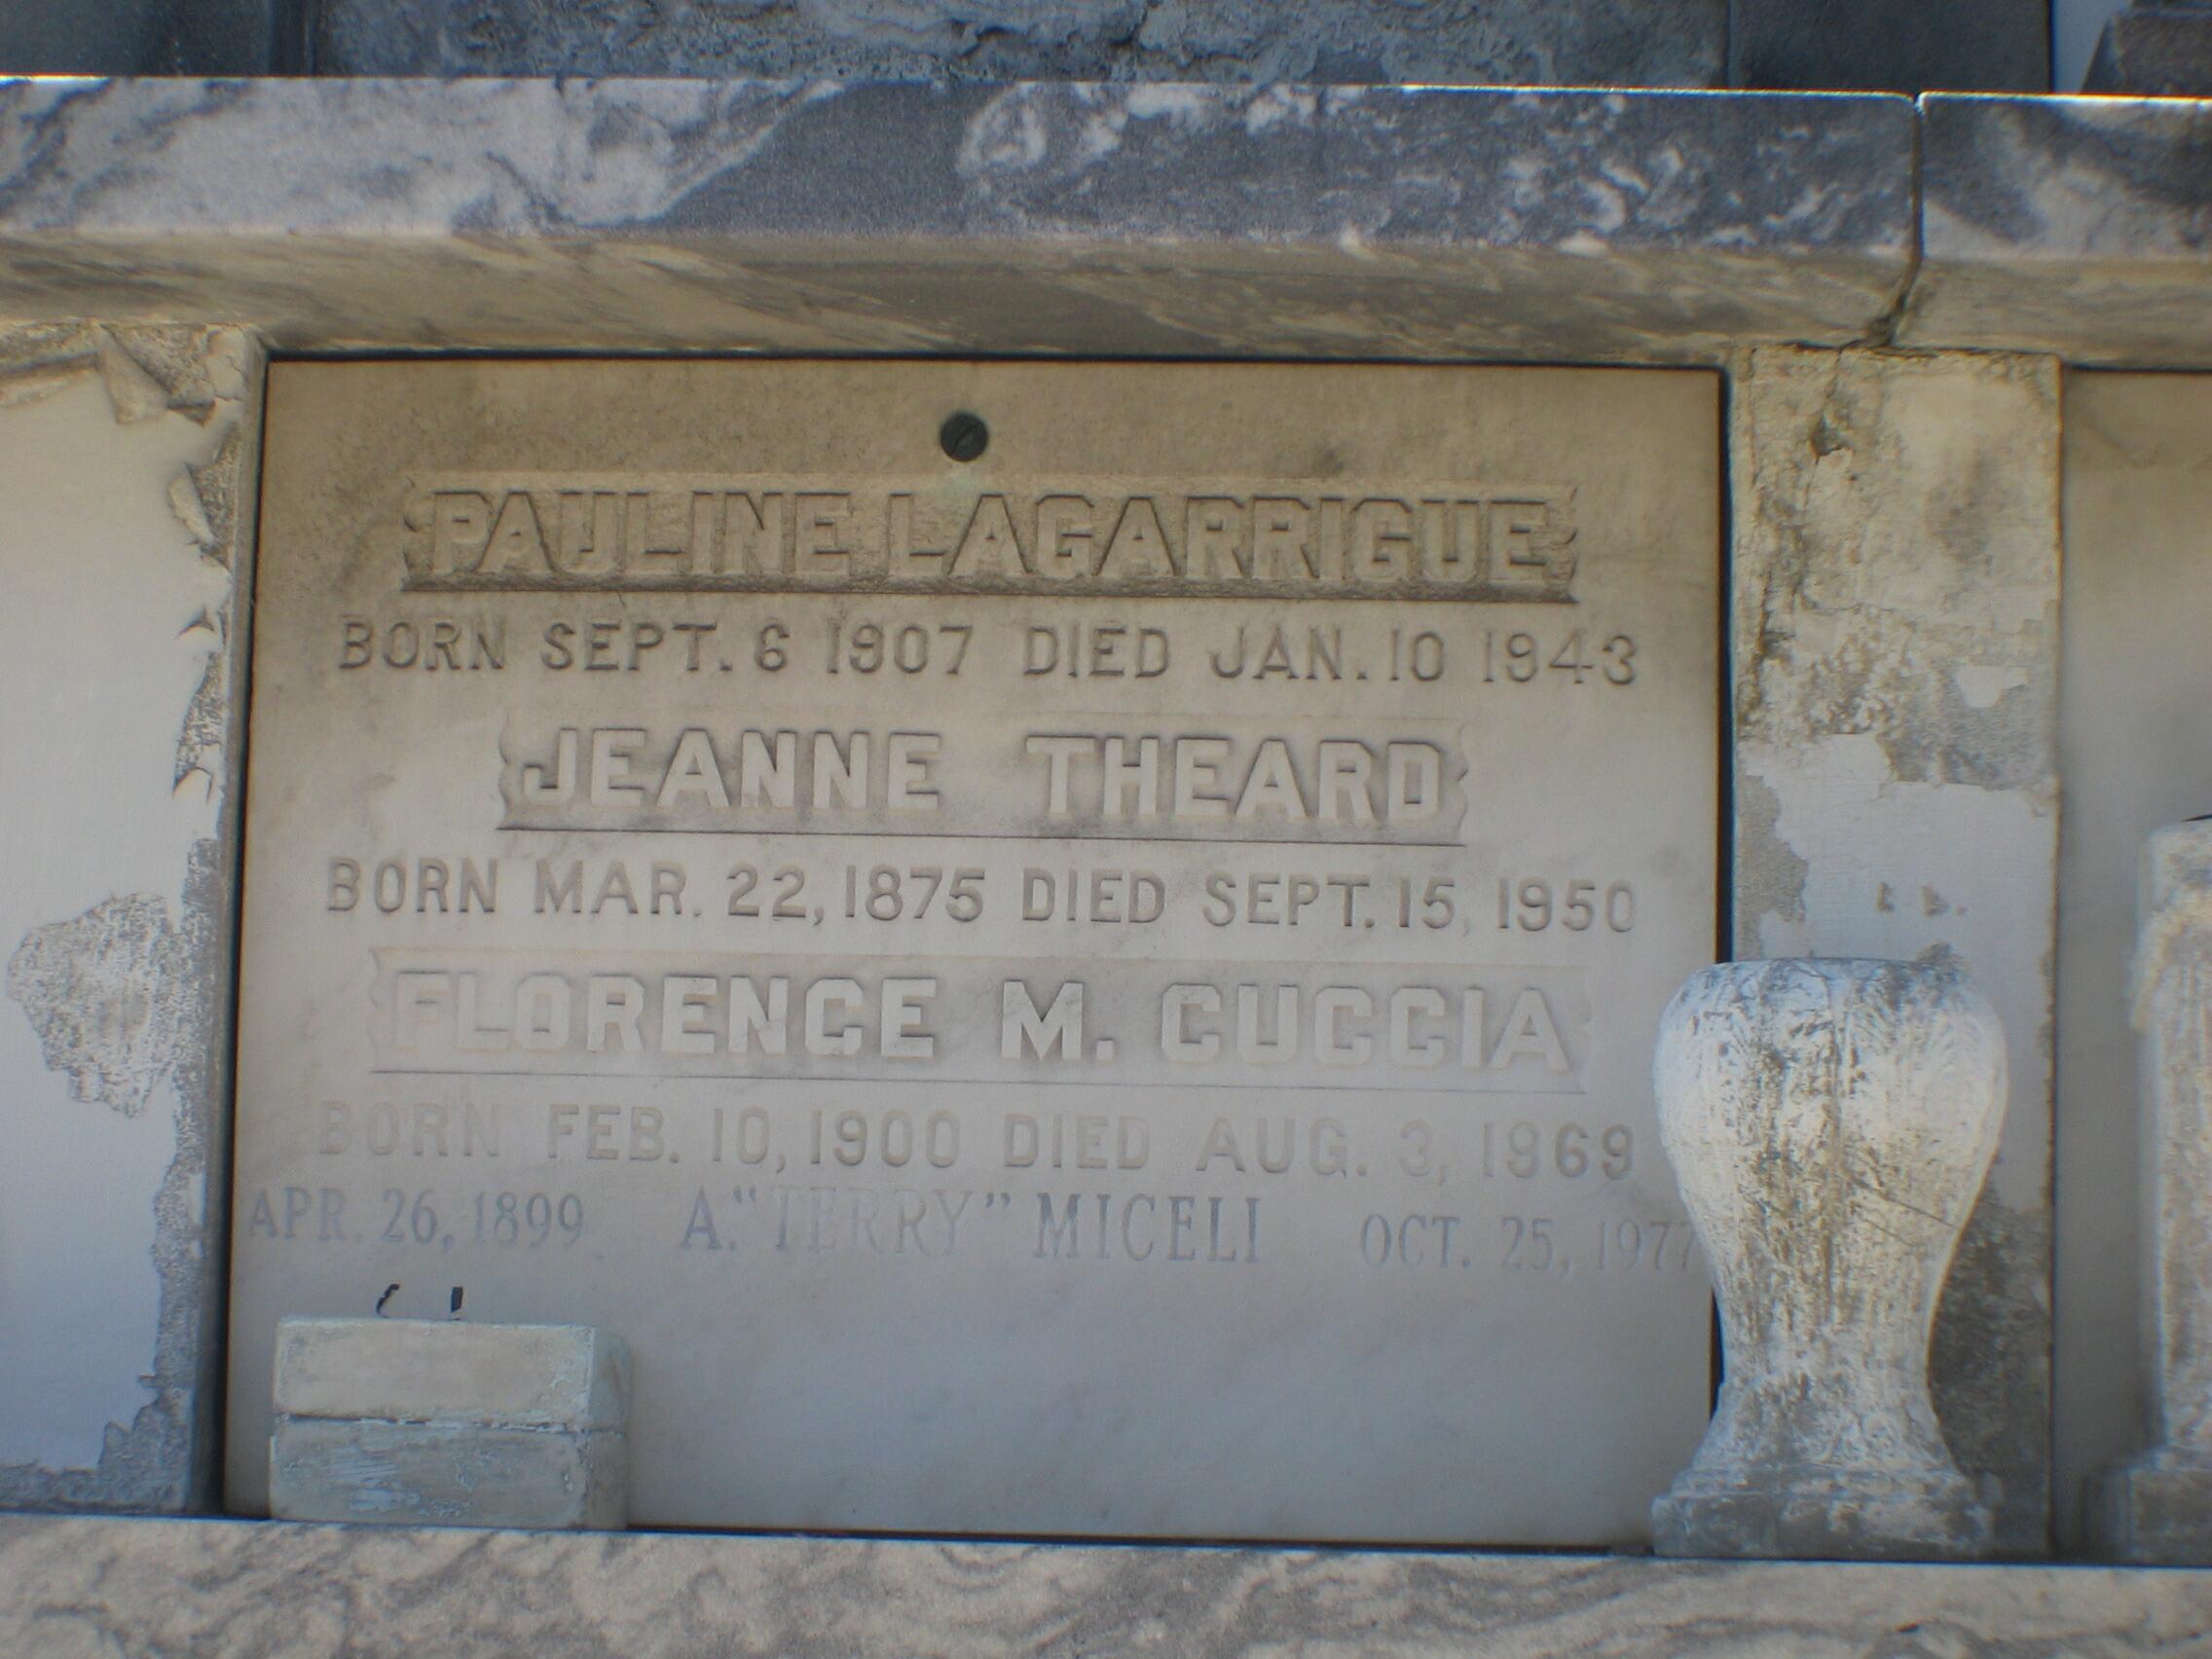 PAULINE LAGARRIGUE
BORN SEPT. 6 1907 DIED JAN. 10 1943
JEANNE THEARD
BORN MAR. 22, 1875 DIED SEPT. 15, 1950
FLORENCE M. CUCCIA
BORN FEB. 10, 1900 DIED AUG. 3, 1969
APR. 26, 1899 A. "TERRY" MICELI OCT. 25, 1977